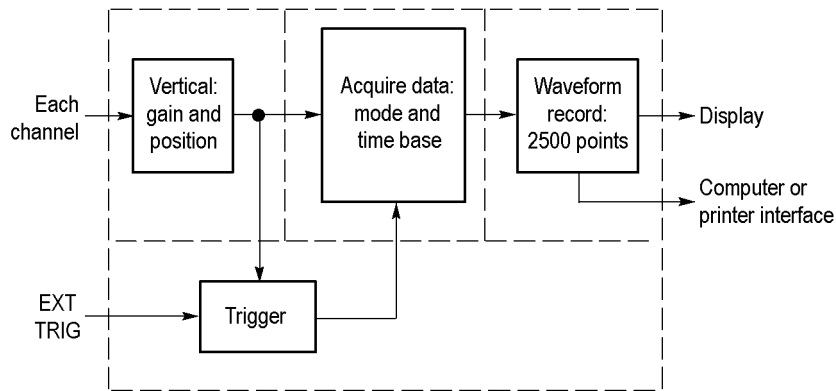 Each
channel
Vertical:
gain and
position
Acquire data:
mode and
time base
Waveform
record:
2500 points
Display
Computer or
printer interface
EXT
TRIG
Trigger